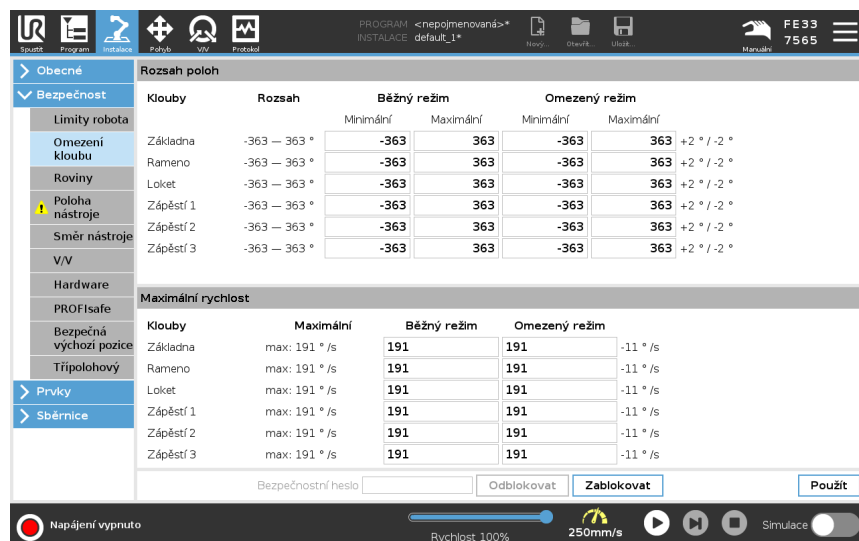 PROGRAM <nepojmenovaná>*
INSTALACE default_1*
Spustit Program Instalace Pohyb V/V Protokol Nový... Otevřít... Uložit... Manuální FE33 7565
Obecné
Bezpečnost
Limity robota
Omezení
kloubu
Roviny
Poloha
nástroje
Směr nástroje
V/V
Hardware
PROFIsafe
Bezpečná
výchozí pozice
Třípolohový
Prvky
Sběrnice
Rozsah poloh
Klouby Rozsah Běžný režim Omezený režim
Minimální Maximální Minimální Maximální
Základna -363 — 363 ° -363 363 -363 363 +2 ° / -2 °
Rameno -363 — 363 ° -363 363 -363 363 +2 ° / -2 °
Loket -363 — 363 ° -363 363 -363 363 +2 ° / -2 °
Zápěstí 1 -363 — 363 ° -363 363 -363 363 +2 ° / -2 °
Zápěstí 2 -363 — 363 ° -363 363 -363 363 +2 ° / -2 °
Zápěstí 3 -363 — 363 ° -363 363 -363 363 +2 ° / -2 °
Maximální rychlost
Klouby Maximální Běžný režim Omezený režim
Základna max: 191 ° /s 191 191 -11 ° /s
Rameno max: 191 ° /s 191 191 -11 ° /s
Loket max: 191 ° /s 191 191 -11 ° /s
Zápěstí 1 max: 191 ° /s 191 191 -11 ° /s
Zápěstí 2 max: 191 ° /s 191 191 -11 ° /s
Zápěstí 3 max: 191 ° /s 191 191 -11 ° /s
Bezpečnostní heslo Odblokovat Zablokovat Použít
Napájení vypnuto Rychlost 100% 250mm/s Simulace